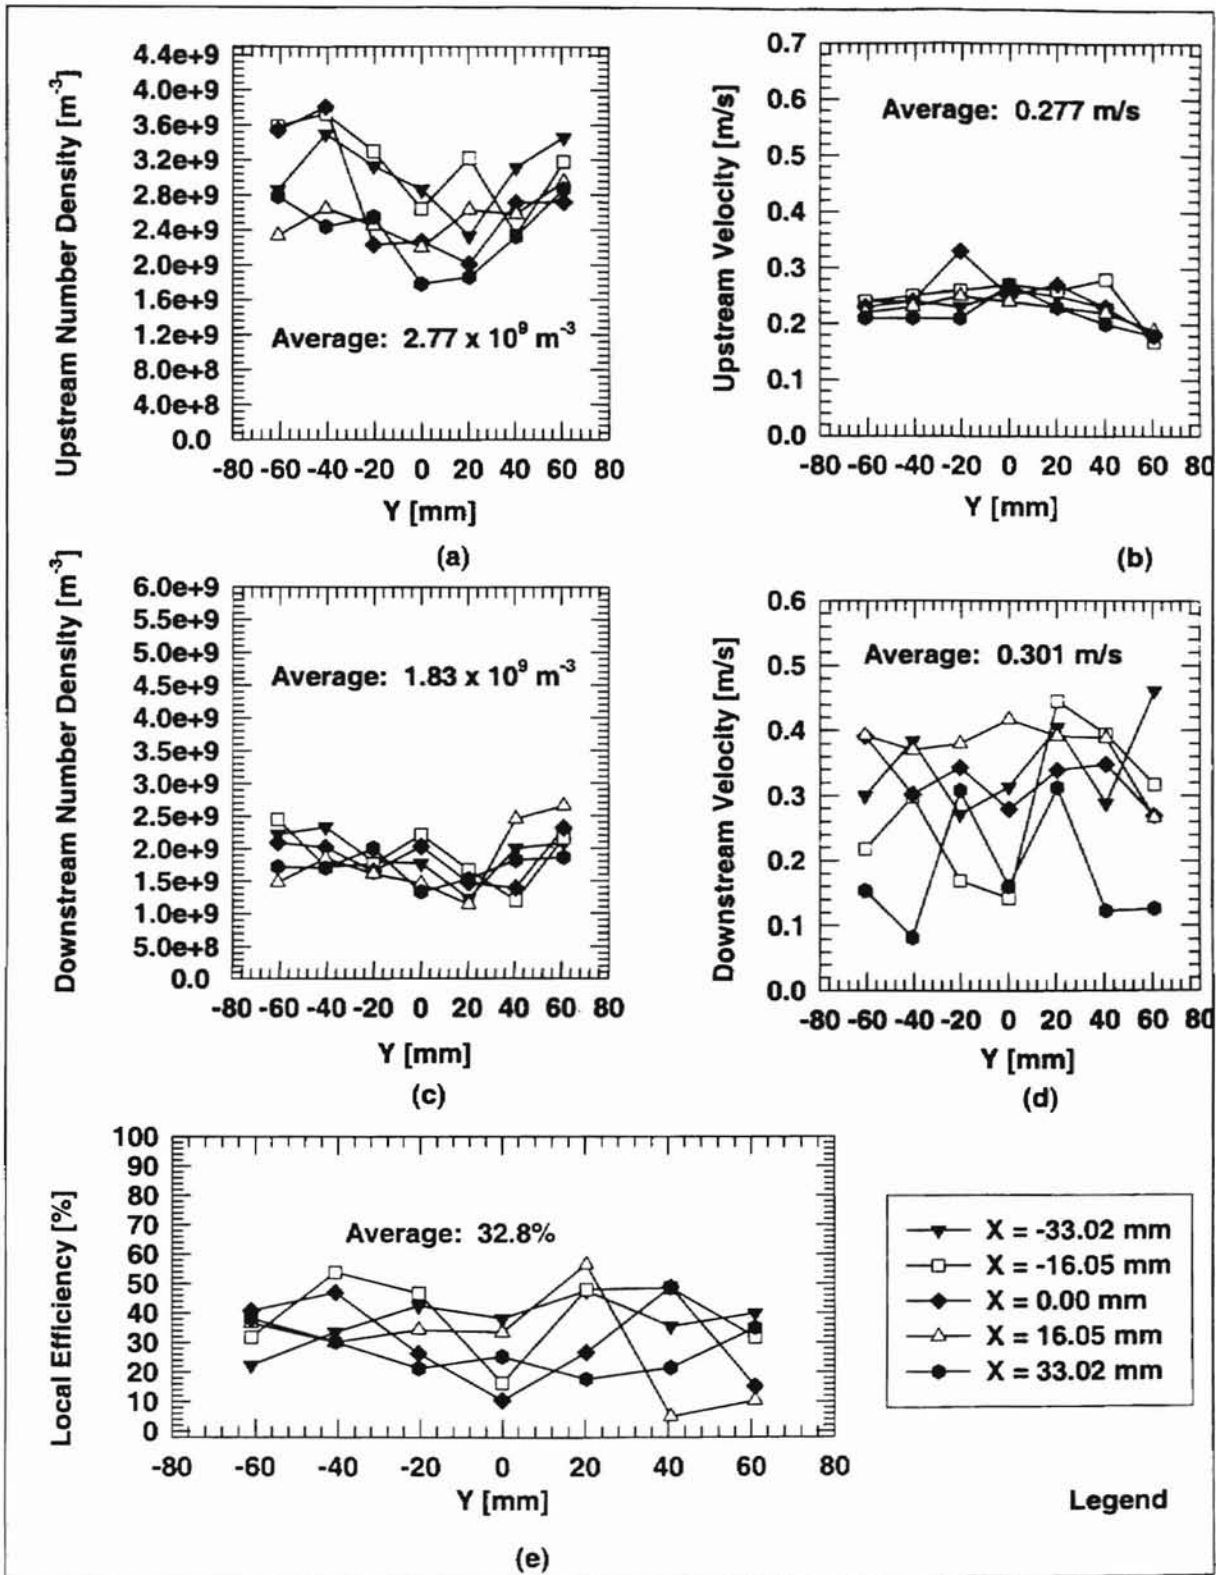 Upstream Number Density [m⁻³]
4.4e+9
4.0e+9
3.6e+9
3.2e+9
2.8e+9
2.4e+9
2.0e+9
1.6e+9
1.2e+9
8.0e+8
4.0e+8
0.0
Average: 2.77 x 10⁹ m⁻³
-80 -60 -40 -20 0 20 40 60 80
Y [mm]
(a)
Upstream Velocity [m/s]
0.7
0.6
0.5
0.4
0.3
0.2
0.1
0.0
Average: 0.277 m/s
-80 -60 -40 -20 0 20 40 60 80
Y [mm]
(b)
Downstream Number Density [m⁻³]
6.0e+9
5.5e+9
5.0e+9
4.5e+9
4.0e+9
3.5e+9
3.0e+9
2.5e+9
2.0e+9
1.5e+9
1.0e+9
5.0e+8
0.0
Average: 1.83 x 10⁹ m⁻³
-80 -60 -40 -20 0 20 40 60 80
Y [mm]
(c)
Downstream Velocity [m/s]
0.6
0.5
0.4
0.3
0.2
0.1
0.0
Average: 0.301 m/s
-80 -60 -40 -20 0 20 40 60 80
Y [mm]
(d)
Local Efficiency [%]
100
90
80
70
60
50
40
30
20
10
0
Average: 32.8%
-80 -60 -40 -20 0 20 40 60 80
Y [mm]
(e)
X = -33.02 mm
X = -16.05 mm
X = 0.00 mm
X = 16.05 mm
X = 33.02 mm
Legend